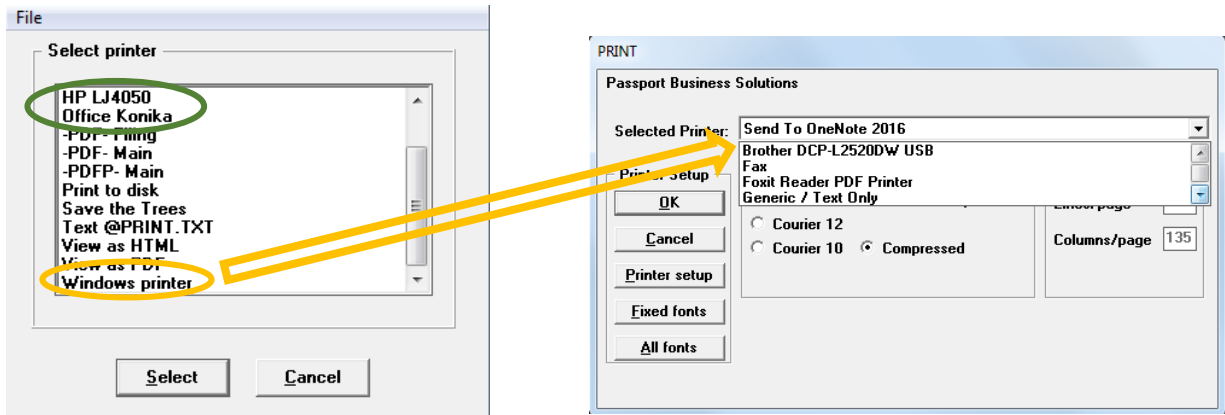 File
Select printer
HP LJ4050
Office Konika
-PDF- Filing
-PDF- Main
-PDFP- Main
Print to disk
Save the Trees
Text @PRINT.TXT
View as HTML
View as PDF
Windows printer
Select
Cancel
PRINT
Passport Business Solutions
Selected Printer: Send To OneNote 2016
Brother DCP-L2520DW USB
Fax
Foxit Reader PDF Printer
Generic / Text Only
Printer Setup
OK
Cancel
Printer setup
Fixed fonts
All fonts
Courier 12
Courier 10 Compressed
Lines/page
Columns/page 135